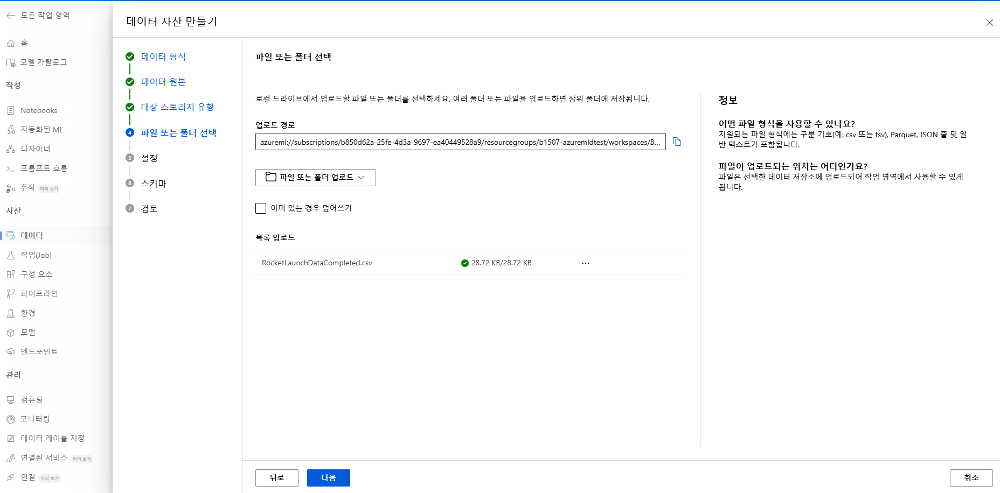 모든 작업 영역
홈
모델 카탈로그
작성
Notebooks
자동화된 ML
디자이너
프롬프트 흐름
추적 미리 보기
자산
데이터
작업(Job)
구성 요소
파이프라인
환경
모델
엔드포인트
관리
컴퓨팅
모니터링
데이터 레이블 지정
연결된 서비스 미리 보기
연결 미리 보기
데이터 자산 만들기
데이터 형식
데이터 원본
대상 스토리지 유형
4 파일 또는 폴더 선택
5 설정
6 스키마
7 검토
파일 또는 폴더 선택
로컬 드라이브에서 업로드할 파일 또는 폴더를 선택하세요. 여러 폴더 또는 파일을 업로드하면 상위 폴더에 저장됩니다.
업로드 경로
azureml://subscriptions/b850d62a-25fe-4d3a-9697-ea40449528a9/resourcegroups/b1507-azuremldtest/workspaces/B...
파일 또는 폴더 업로드
이미 있는 경우 덮어쓰기
목록 업로드
RocketLaunchDataCompleted.csv 28.72 KB/28.72 KB ...
정보
어떤 파일 형식을 사용할 수 있나요?
지원되는 파일 형식에는 구분 기호(예: csv 또는 tsv), Parquet, JSON 줄 및 일
반 텍스트가 포함됩니다.
파일이 업로드되는 위치는 어디인가요?
파일은 선택한 데이터 저장소에 업로드되어 작업 영역에서 사용할 수 있게
됩니다.
뒤로
다음
취소